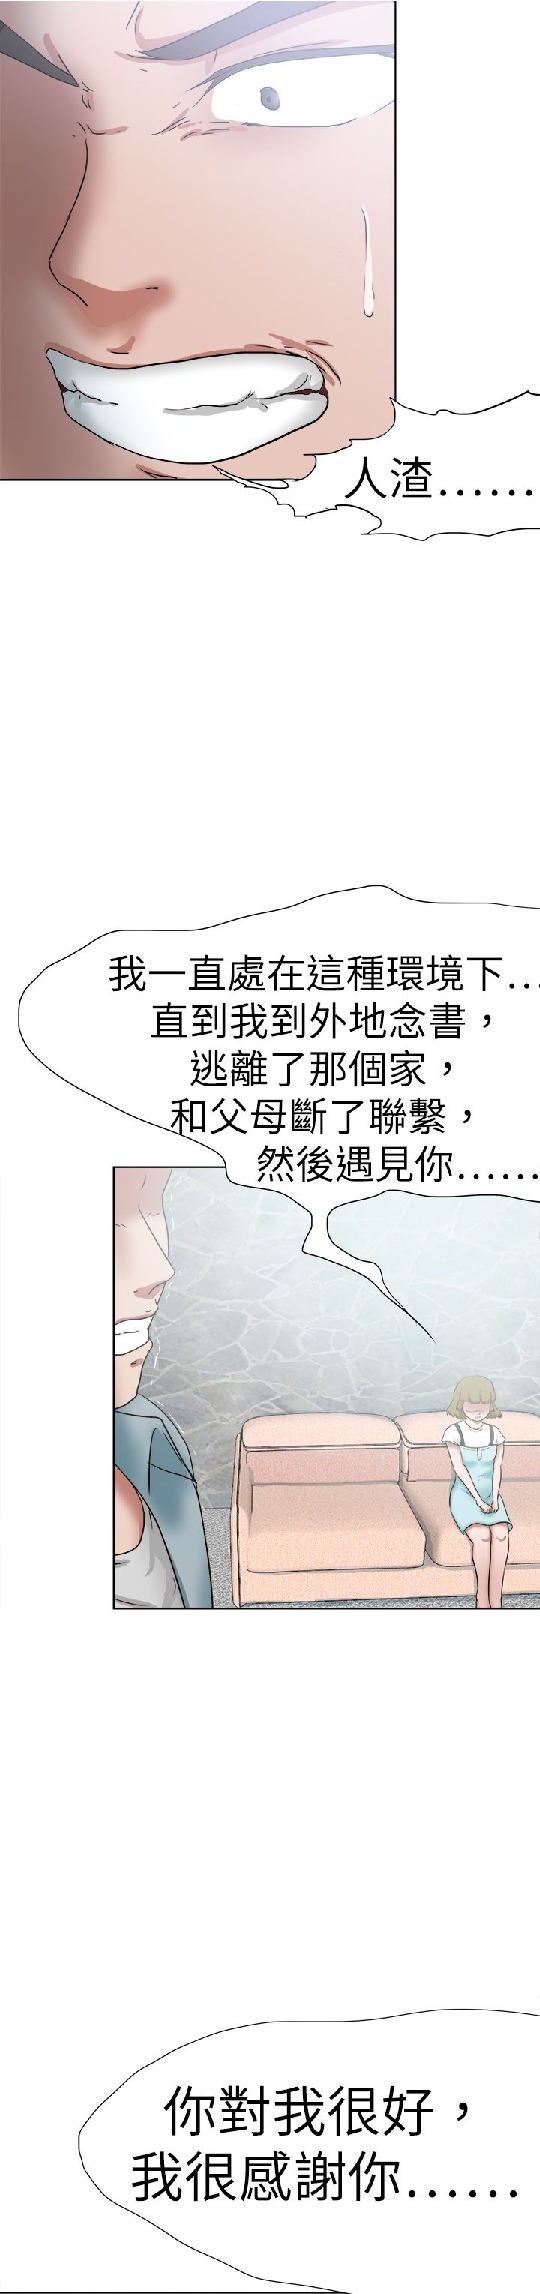 人渣......
我一直處在這種環境下..
直到我到外地念書，
逃離了那個家，
和父母斷了聯繫，
然後遇見你......
你對我很好，
我很感謝你......